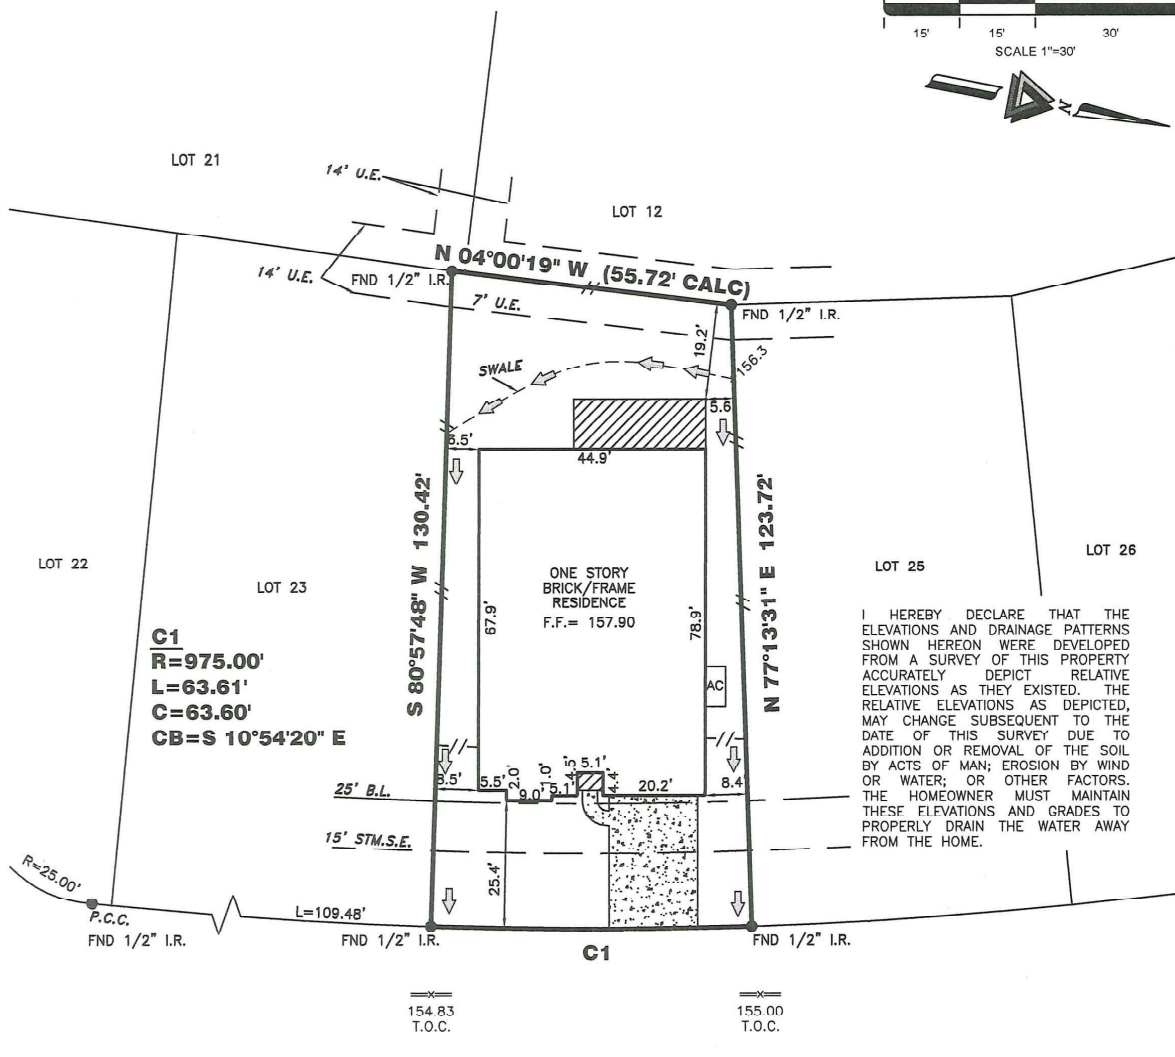 15' 15' 30'
SCALE 1"=30'
N
LOT 21
14' U.E.
LOT 12
N 04°00'19" W (55.72' CALC)
14' U.E.
FND 1/2" I.R.
7' U.E.
FND 1/2" I.R.
19.2'
156.3
SWALE
5.6
44.9'
S 80°57'48" W 130.42'
N 77°13'31" E 123.72'
LOT 22
LOT 23
ONE STORY
BRICK/FRAME
RESIDENCE
F.F.= 157.90
67.9'
78.9'
LOT 25
LOT 26
AC
C1
R=975.00'
L=63.61'
C=63.60'
CB=S 10°54'20" E
I HEREBY DECLARE THAT THE
ELEVATIONS AND DRAINAGE PATTERNS
SHOWN HEREON WERE DEVELOPED
FROM A SURVEY OF THIS PROPERTY
ACCURATELY DEPICT RELATIVE
ELEVATIONS AS THEY EXISTED. THE
RELATIVE ELEVATIONS AS DEPICTED,
MAY CHANGE SUBSEQUENT TO THE
DATE OF THIS SURVEY DUE TO
ADDITION OR REMOVAL OF THE SOIL
BY ACTS OF MAN; EROSION BY WIND
OR WATER; OR OTHER FACTORS.
THE HOMEOWNER MUST MAINTAIN
THESE ELEVATIONS AND GRADES TO
PROPERLY DRAIN THE WATER AWAY
FROM THE HOME.
25' B.L.
8.5' 5.5' 2.0' 9.0' 1.0' 5.1' 4.5' 5.1' 4.4' 20.2' 8.4'
15' STM.S.E.
25.4'
R=25.00'
P.C.C.
FND 1/2" I.R.
L=109.48'
FND 1/2" I.R.
C1
FND 1/2" I.R.
154.83
T.O.C.
155.00
T.O.C.